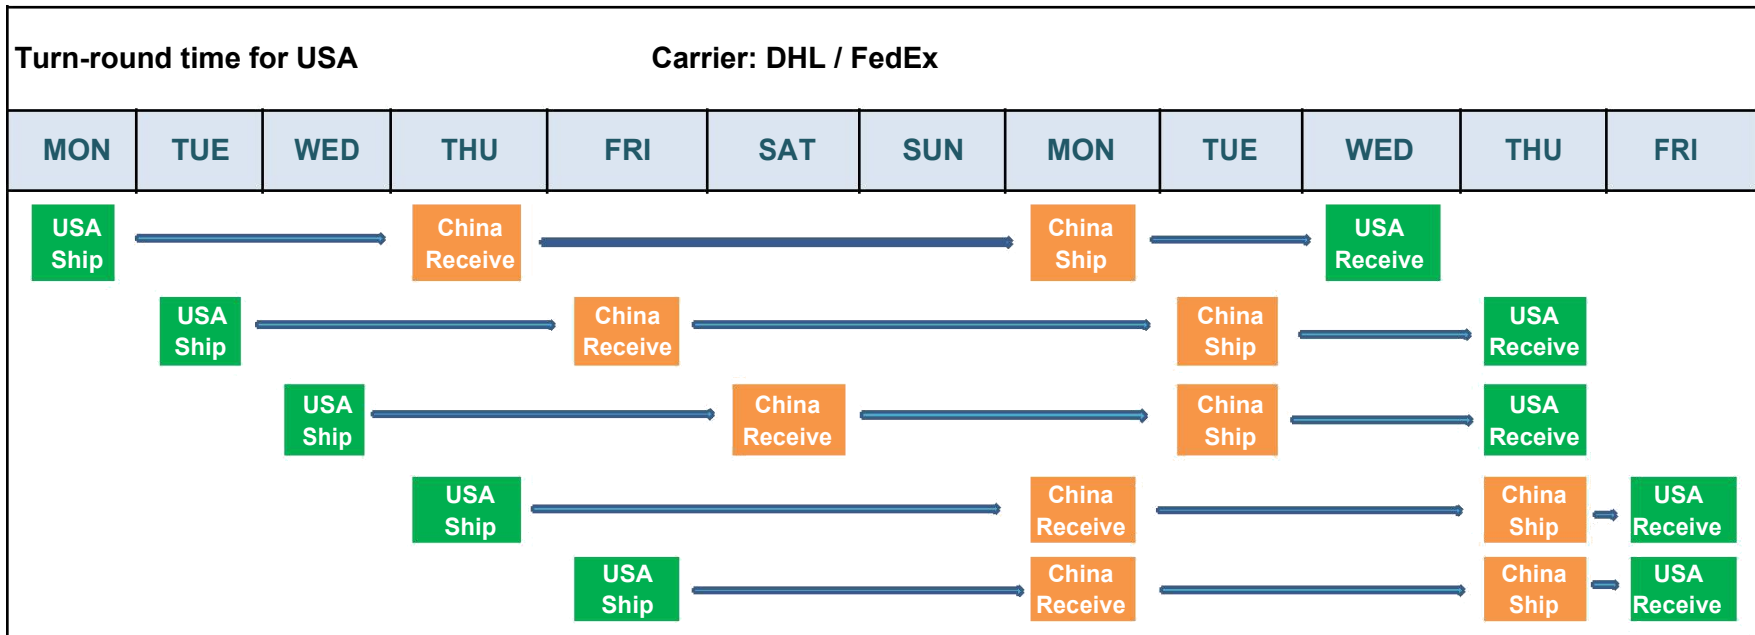 Turn-round time for USA Carrier: DHL / FedEx
MON TUE WED THU FRI SAT SUN MON TUE WED THU FRI
USA China China USA
Ship Receive Ship Receive
USA China China USA
Ship Receive Ship Receive
USA China China USA
Ship Receive Ship Receive
USA China China USA
Ship Receive Ship Receive
USA China China USA
Ship Receive Ship Receive